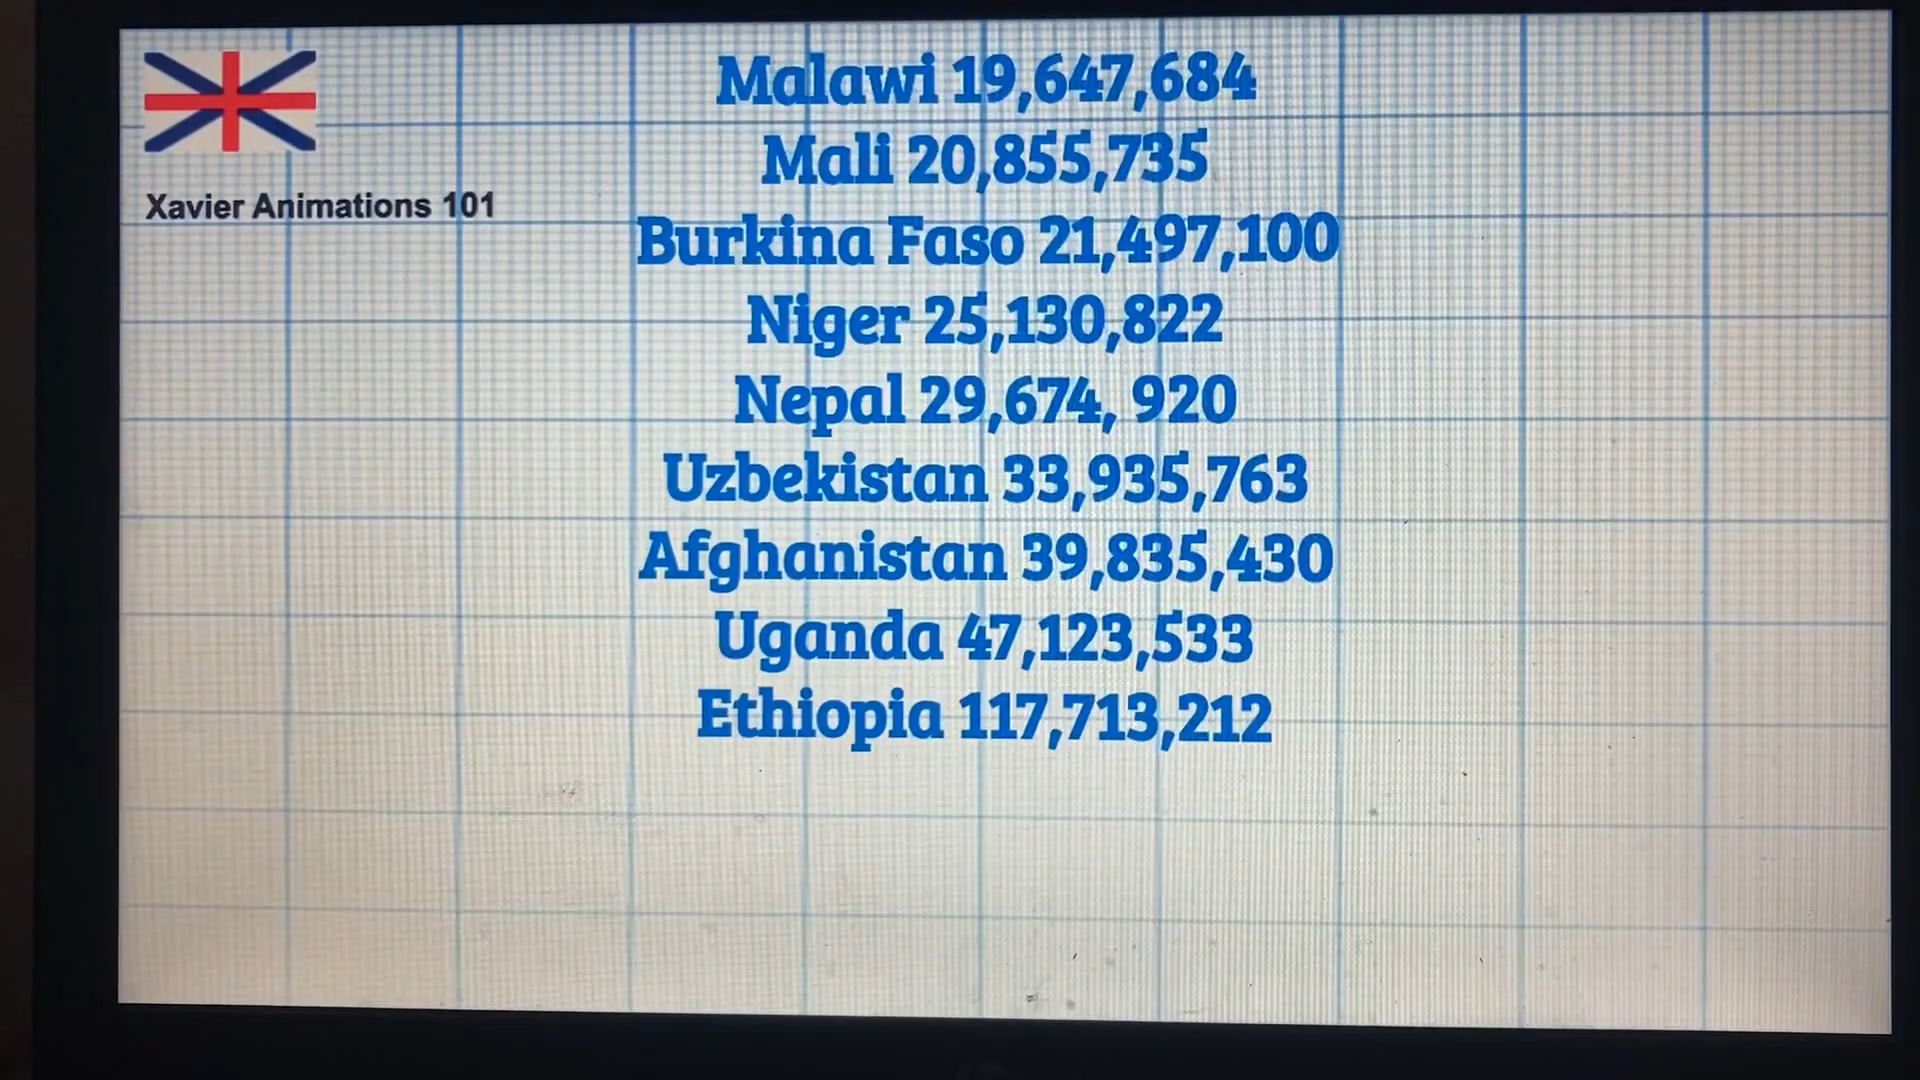 Malawi 19,647,684
Mali 20,855,735
Xavier Animations 101
Burkina Faso 21,497,100
Niger 25,130,822
Nepal 29,674, 920
Uzbekistan 33,935,763
Afghanistan 39,835,430
Uganda 47,123,533
Ethiopia 117,713,212